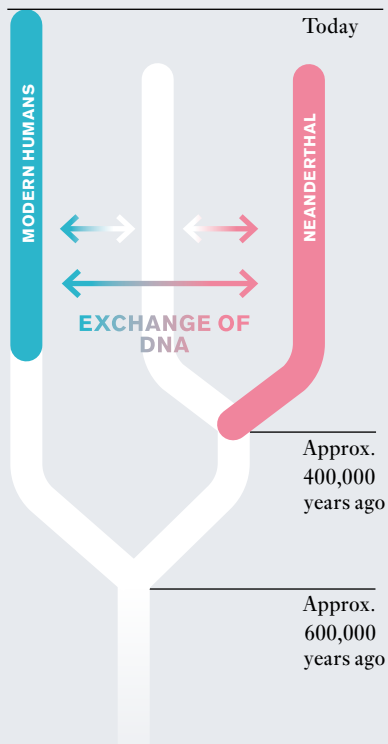 Today
MODERN HUMANS
NEANDERTHAL
EXCHANGE OF
DNA
Approx.
400,000
years ago
Approx.
600,000
years ago